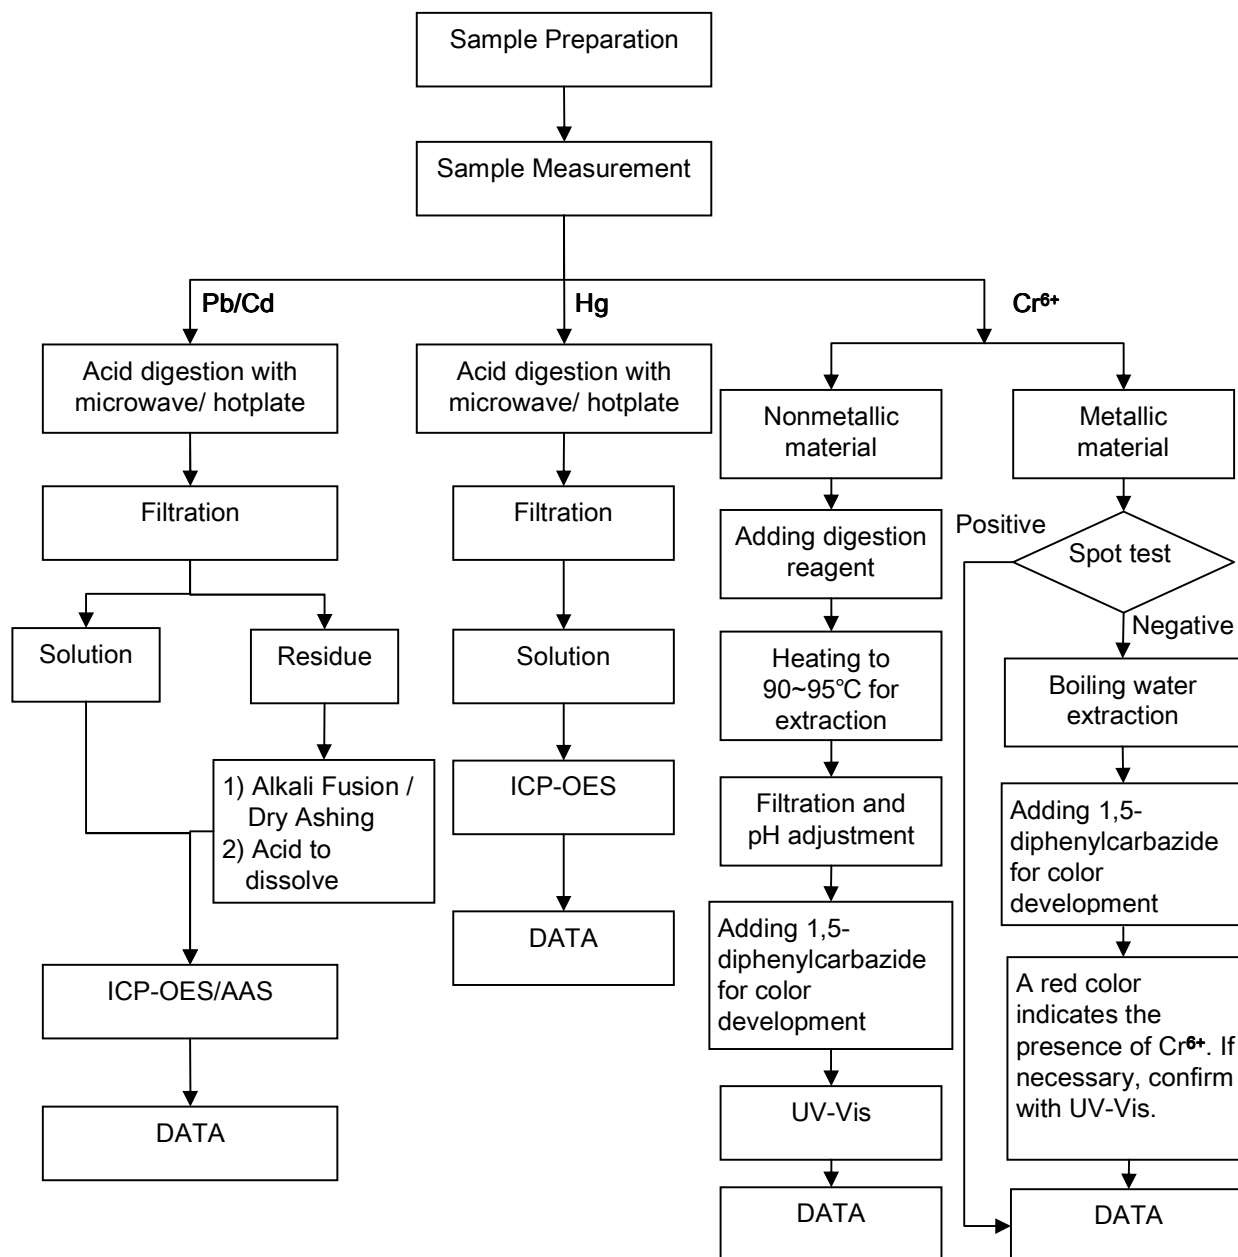 Sample Preparation
Sample Measurement
Pb/Cd
Hg
Cr⁶⁺
Acid digestion with
microwave/ hotplate
Filtration
Solution
Residue
1) Alkali Fusion /
Dry Ashing
2) Acid to
dissolve
ICP-OES/AAS
DATA
Acid digestion with
microwave/ hotplate
Filtration
Solution
ICP-OES
DATA
Nonmetallic
material
Adding digestion
reagent
Heating to
90~95℃ for
extraction
Filtration and
pH adjustment
Adding 1,5-
diphenylcarbazide
for color
development
UV-Vis
DATA
Metallic
material
Positive
Spot test
Negative
Boiling water
extraction
Adding 1,5-
diphenylcarbazide
for color
development
A red color
indicates the
presence of Cr⁶⁺. If
necessary, confirm
with UV-Vis.
DATA